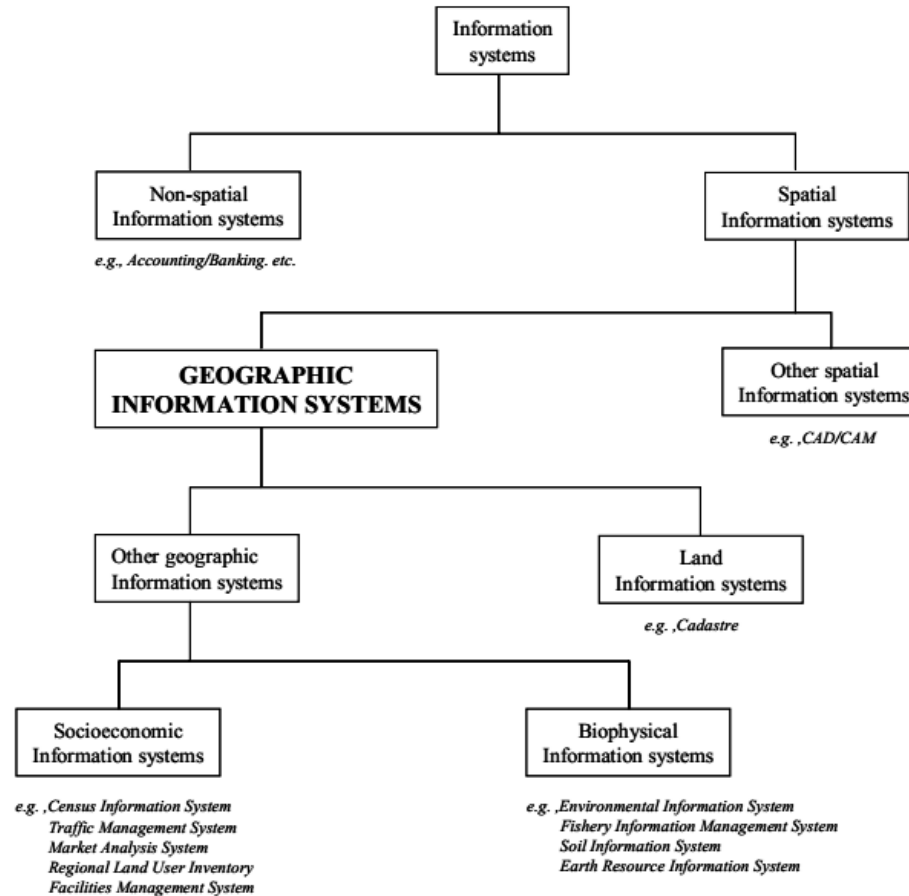 Information
systems
Non-spatial
Information systems
e.g., Accounting/Banking. etc.
Spatial
Information systems
GEOGRAPHIC
INFORMATION SYSTEMS
Other spatial
Information systems
e.g. ,CAD/CAM
Other geographic
Information systems
Land
Information systems
e.g. ,Cadastre
Socioeconomic
Information systems
e.g. ,Census Information System
Traffic Management System
Market Analysis System
Regional Land User Inventory
Facilities Management System
Biophysical
Information systems
e.g. ,Environmental Information System
Fishery Information Management System
Soil Information System
Earth Resource Information System